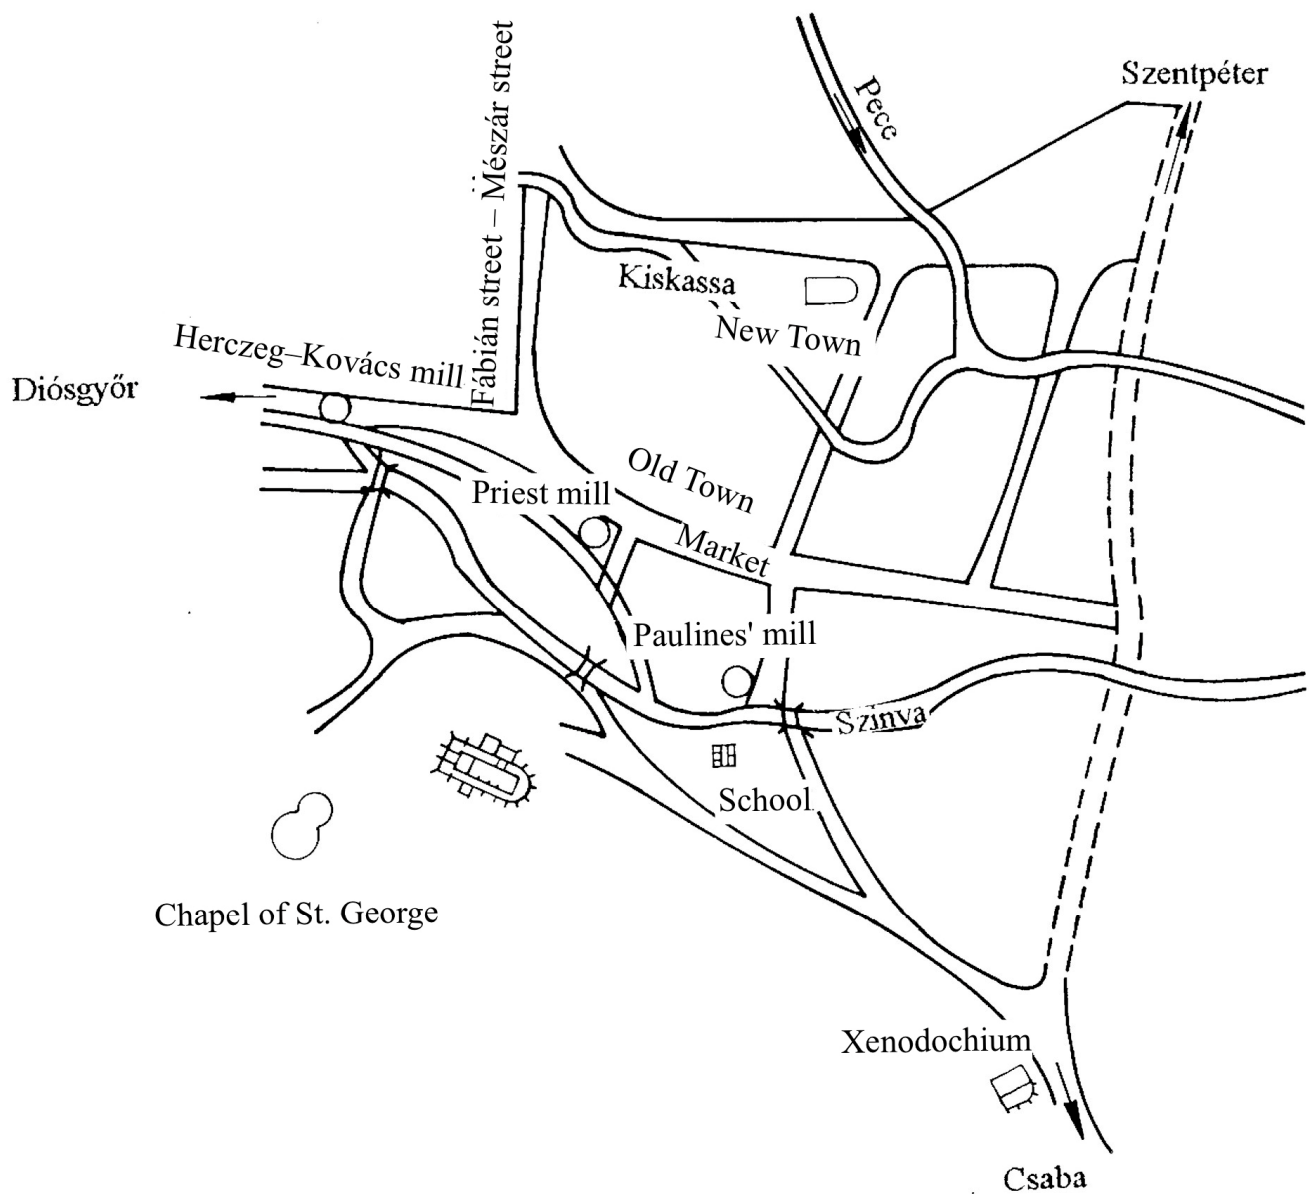 Szentpéter
Pece
Fábián street – Mészár street
Kiskassa
New Town
Herczeg–Kovács mill
Diósgyőr
Old Town
Priest mill
Market
Paulines' mill
Szinva
School
Chapel of St. George
Xenodochium
Csaba